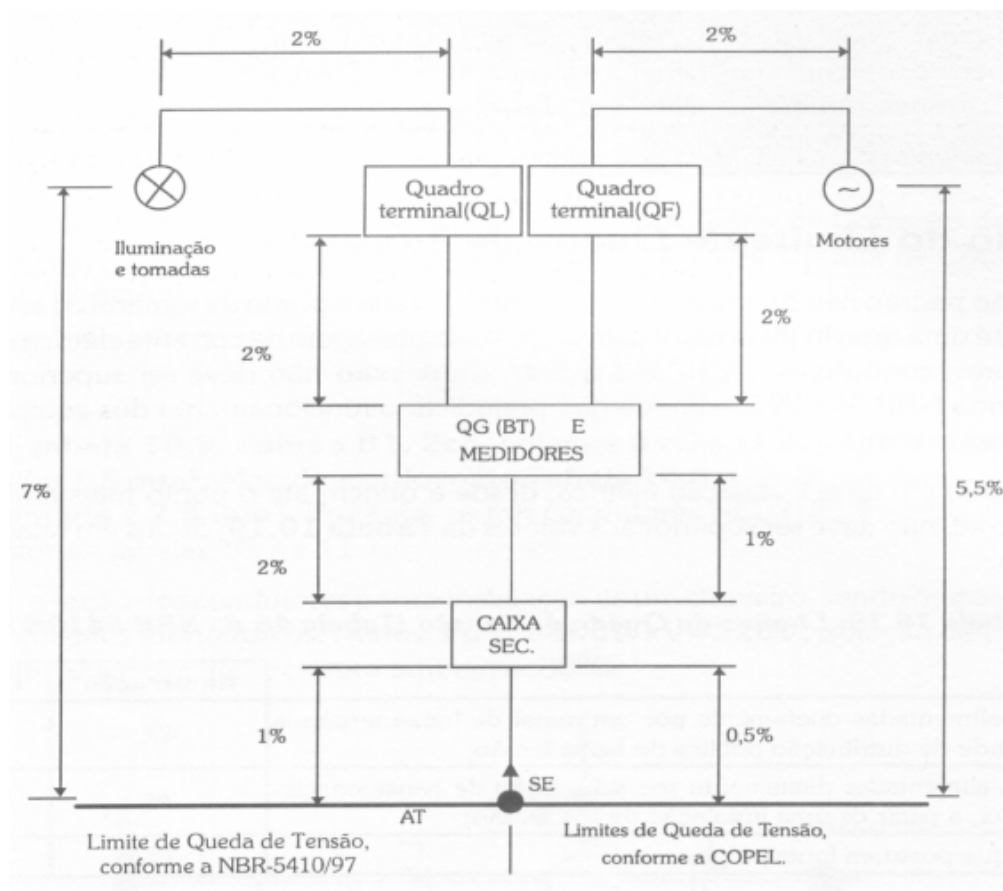 2%
2%
Quadro
terminal(QL)
Quadro
terminal(QF)
Iluminação
e tomadas
Motores
2%
2%
QG (BT) E
MEDIDORES
7%
5,5%
2%
1%
CAIXA
SEC.
1%
0,5%
SE
AT
Limite de Queda de Tensão,
conforme a NBR-5410/97
Limites de Queda de Tensão,
conforme a COPEL.